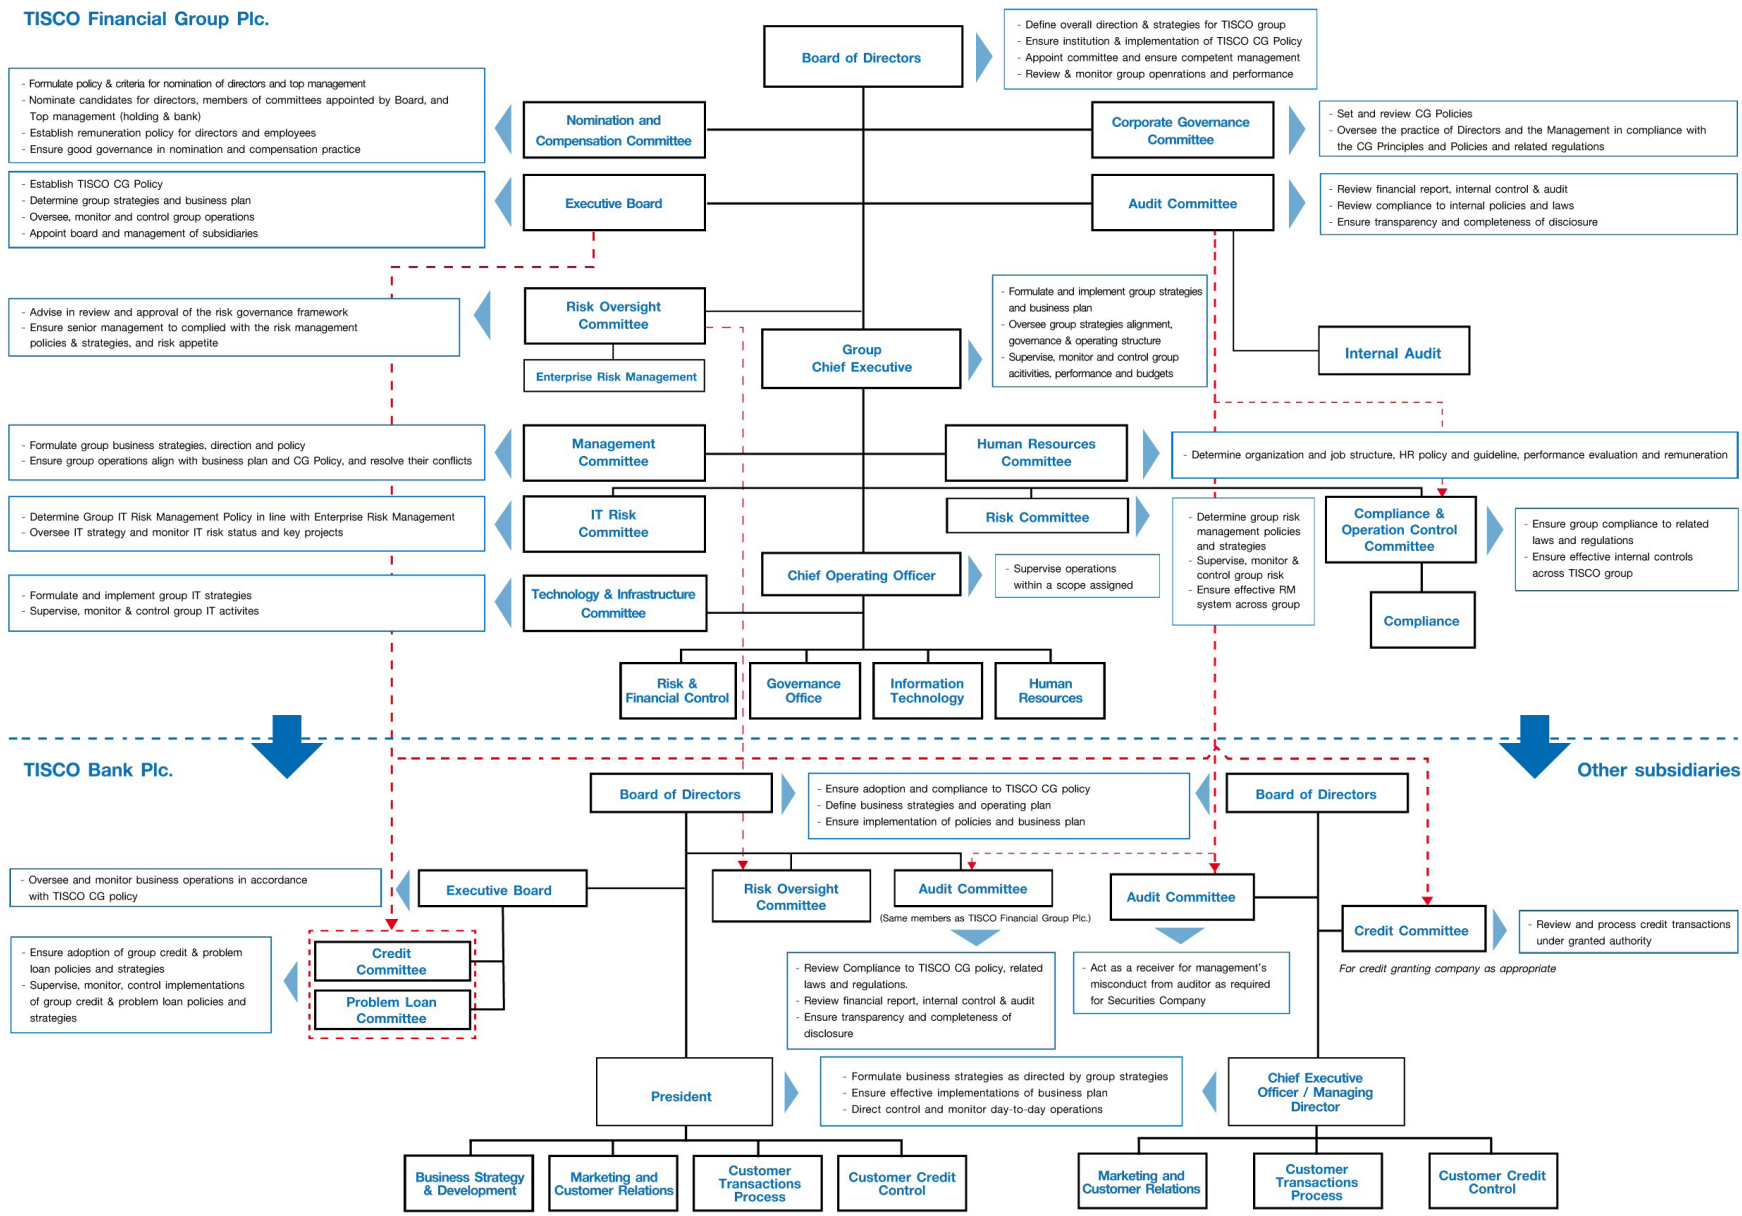 TISCO Financial Group Plc.
Board of Directors
- Define overall direction & strategies for TISCO group
- Ensure institution & implementation of TISCO CG Policy
- Appoint committee and ensure competent management
- Review & monitor group openrations and performance
- Formulate policy & criteria for nomination of directors and top management
- Nominate candidates for directors, members of committees appointed by Board, and
Top management (holding & bank)
- Establish remuneration policy for directors and employees
- Ensure good governance in nomination and compensation practice
Nomination and
Compensation Committee
Corporate Governance
Committee
- Set and review CG Policies
- Oversee the practice of Directors and the Management in compliance with
the CG Principles and Policies and related regulations
- Establish TISCO CG Policy
- Determine group strategies and business plan
- Oversee, monitor and control group operations
- Appoint board and management of subsidiaries
Executive Board
Audit Committee
- Review financial report, internal control & audit
- Review compliance to internal policies and laws
- Ensure transparency and completeness of disclosure
- Advise in review and approval of the risk governance framework
- Ensure senior management to complied with the risk management
policies & strategies, and risk appetite
Risk Oversight
Committee
Enterprise Risk Management
Group
Chief Executive
- Formulate and implement group strategies
and business plan
- Oversee group strategies alignment,
governance & operating structure
- Supervise, monitor and control group
acitivities, performance and budgets
Internal Audit
- Formulate group business strategies, direction and policy
- Ensure group operations align with business plan and CG Policy, and resolve their conflicts
Management
Committee
Human Resources
Committee
- Determine organization and job structure, HR policy and guideline, performance evaluation and remuneration
- Determine Group IT Risk Management Policy in line with Enterprise Risk Management
- Oversee IT strategy and monitor IT risk status and key projects
IT Risk
Committee
Risk Committee
- Determine group risk
management policies
and strategies
- Supervise, monitor &
control group risk
- Ensure effective RM
system across group
Compliance &
Operation Control
Committee
- Ensure group compliance to related
laws and regulations
- Ensure effective internal controls
across TISCO group
Chief Operating Officer
- Supervise operations
within a scope assigned
- Formulate and implement group IT strategies
- Supervise, monitor & control group IT activites
Technology & Infrastructure
Committee
Compliance
Risk &
Financial Control
Governance
Office
Information
Technology
Human
Resources
TISCO Bank Plc.
Other subsidiaries
Board of Directors
- Ensure adoption and compliance to TISCO CG policy
- Define business strategies and operating plan
- Ensure implementation of policies and business plan
Board of Directors
- Oversee and monitor business operations in accordance
with TISCO CG policy
Executive Board
Risk Oversight
Committee
Audit Committee
(Same members as TISCO Financial Group Plc.)
Audit Committee
Credit Committee
For credit granting company as appropriate
- Review and process credit transactions
under granted authority
- Ensure adoption of group credit & problem
loan policies and strategies
- Supervise, monitor, control implementations
of group credit & problem loan policies and
strategies
Credit
Committee
Problem Loan
Committee
- Review Compliance to TISCO CG policy, related
laws and regulations.
- Review financial report, internal control & audit
- Ensure transparency and completeness of
disclosure
- Act as a receiver for management's
misconduct from auditor as required
for Securities Company
President
- Formulate business strategies as directed by group strategies
- Ensure effective implementations of business plan
- Direct control and monitor day-to-day operations
Chief Executive
Officer / Managing
Director
Business Strategy
& Development
Marketing and
Customer Relations
Customer
Transactions
Process
Customer Credit
Control
Marketing and
Customer Relations
Customer
Transactions
Process
Customer Credit
Control